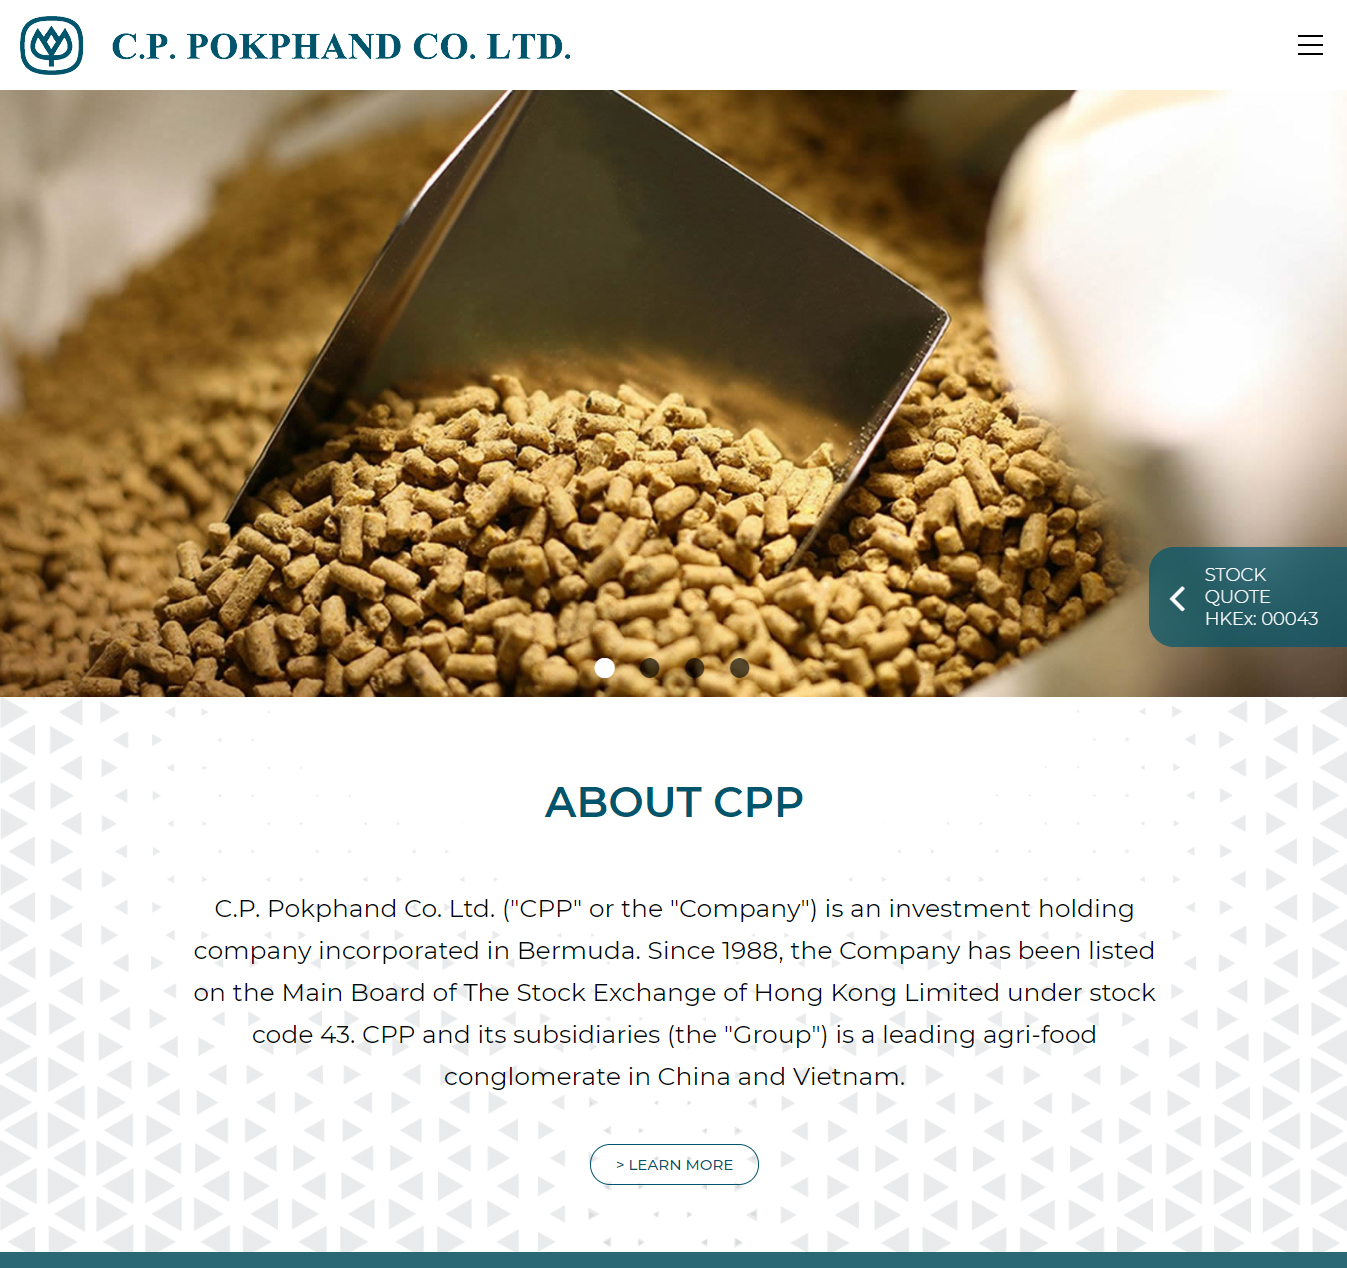 C.P. POKPHAND CO. LTD.
STOCK
QUOTE
HKEx: 00043
ABOUT CPP
C.P. Pokphand Co. Ltd. ("CPP" or the "Company") is an investment holding
company incorporated in Bermuda. Since 1988, the Company has been listed
on the Main Board of The Stock Exchange of Hong Kong Limited under stock
code 43. CPP and its subsidiaries (the "Group") is a leading agri-food
conglomerate in China and Vietnam.
> LEARN MORE